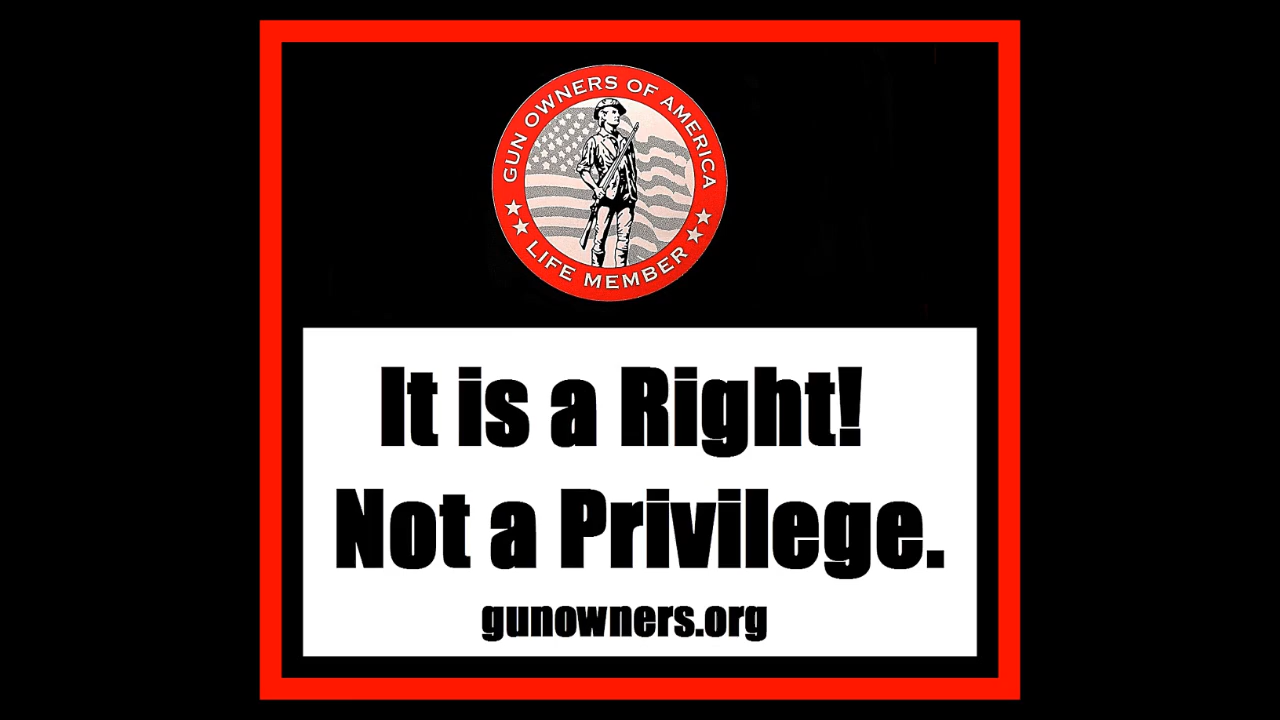 GUN OWNERS OF AMERICA
LIFE MEMBER
It is a Right!
Not a Privilege.
gunowners.org